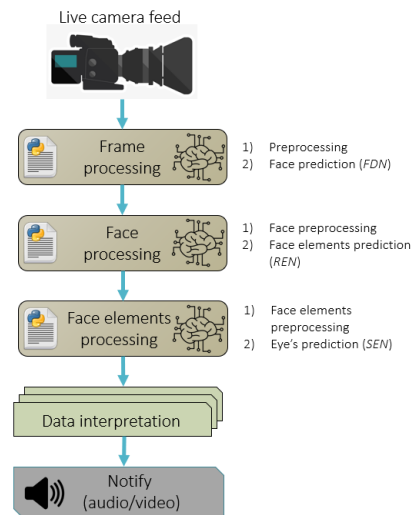 Live camera feed
Frame
processing
1) Preprocessing
2) Face prediction (FDN)
Face
processing
1) Face preprocessing
2) Face elements prediction
(REN)
Face elements
processing
1) Face elements
preprocessing
2) Eye's prediction (SEN)
Data interpretation
Notify
(audio/video)